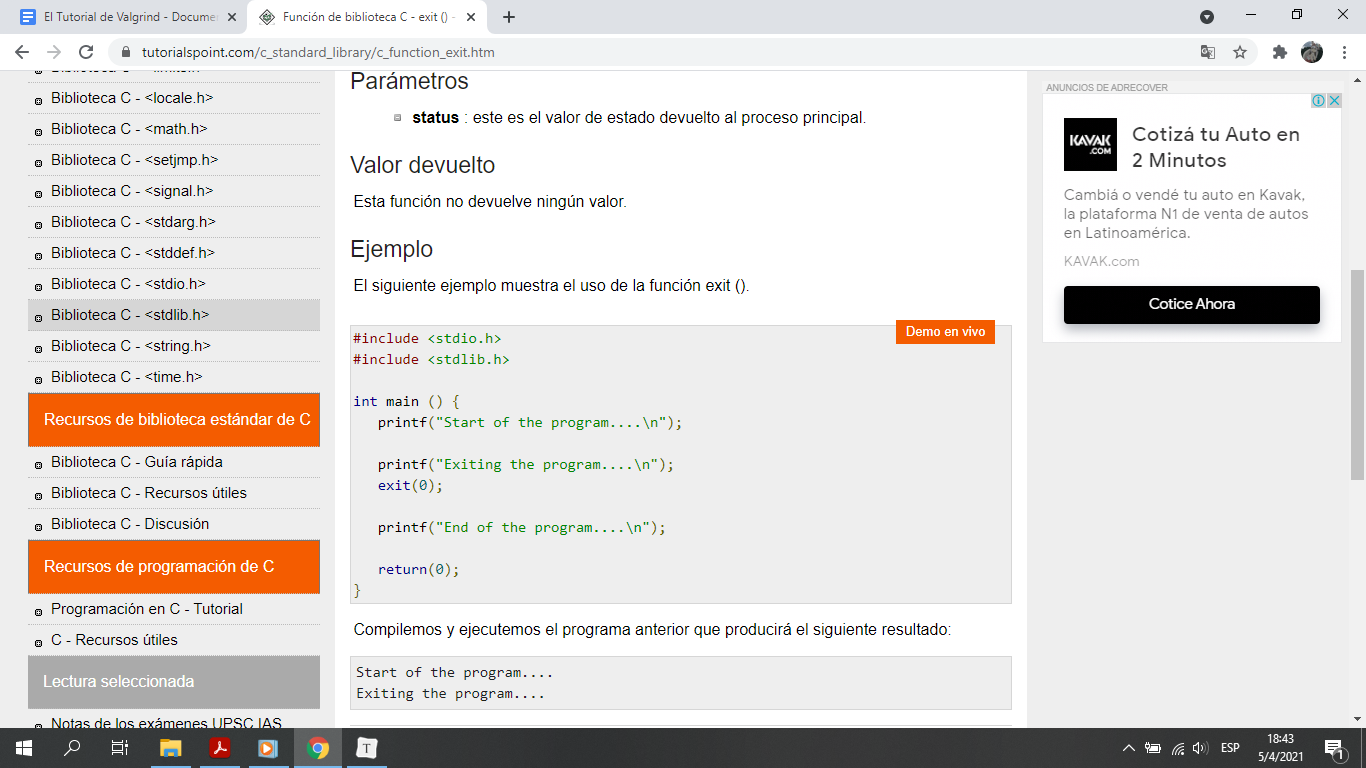 El Tutorial de Valgrind - Documen
Función de biblioteca C - exit () -
tutorialspoint.com/c_standard_library/c_function_exit.htm
Biblioteca C - <locale.h>
Biblioteca C - <math.h>
Biblioteca C - <setjmp.h>
Biblioteca C - <signal.h>
Biblioteca C - <stdarg.h>
Biblioteca C - <stddef.h>
Biblioteca C - <stdio.h>
Biblioteca C - <stdlib.h>
Biblioteca C - <string.h>
Biblioteca C - <time.h>
Recursos de biblioteca estándar de C
Biblioteca C - Guía rápida
Biblioteca C - Recursos útiles
Biblioteca C - Discusión
Recursos de programación de C
Programación en C - Tutorial
C - Recursos útiles
Lectura seleccionada
Notas de los exámenes UPSC IAS
Parámetros
status : este es el valor de estado devuelto al proceso principal.
Valor devuelto
Esta función no devuelve ningún valor.
Ejemplo
El siguiente ejemplo muestra el uso de la función exit ().
Demo en vivo
#include <stdio.h>
#include <stdlib.h>
int main () {
printf("Start of the program....\n");
printf("Exiting the program....\n");
exit(0);
printf("End of the program....\n");
return(0);
}
Compilemos y ejecutemos el programa anterior que producirá el siguiente resultado:
Start of the program....
Exiting the program....
ANUNCIOS DE ADRECOVER
KAVAK
.COM
Cotizá tu Auto en
2 Minutos
Cambiá o vendé tu auto en Kavak,
la plataforma N1 de venta de autos
en Latinoamérica.
KAVAK.com
Cotice Ahora
T
ESP
18:43
5/4/2021
1